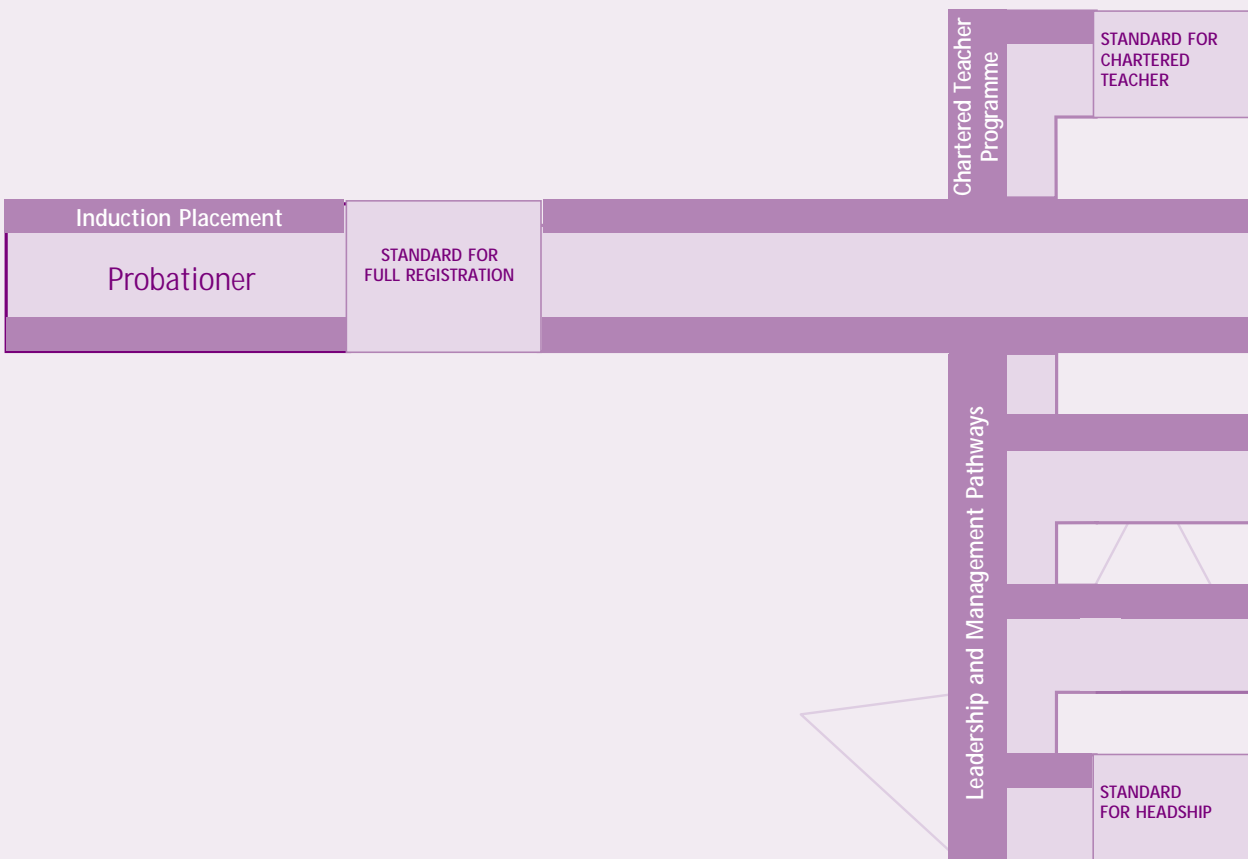 Chartered Teacher
Programme
STANDARD FOR
CHARTERED
TEACHER
Induction Placement
Probationer
STANDARD FOR
FULL REGISTRATION
Leadership and Management Pathways
STANDARD
FOR HEADSHIP